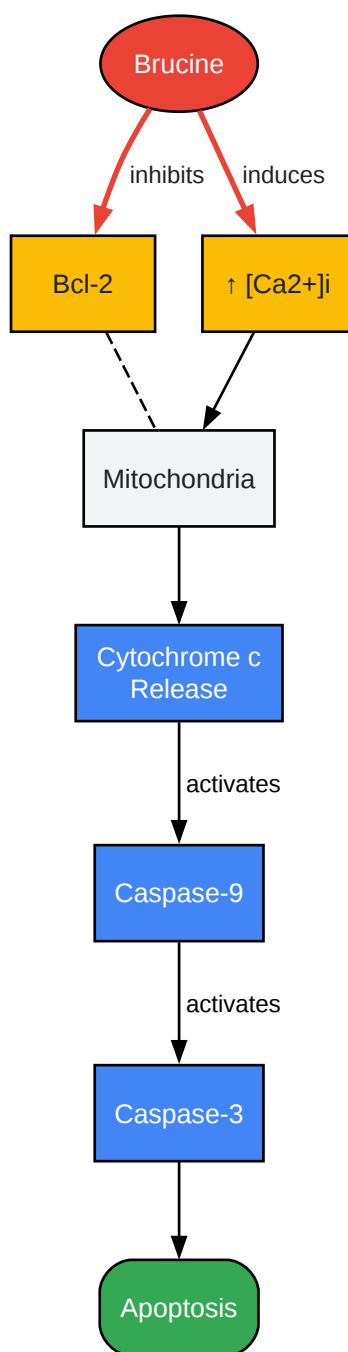 Brucine
inhibits
induces
Bcl-2
↑ [Ca2+]i
Mitochondria
Cytochrome c
Release
activates
Caspase-9
activates
Caspase-3
Apoptosis